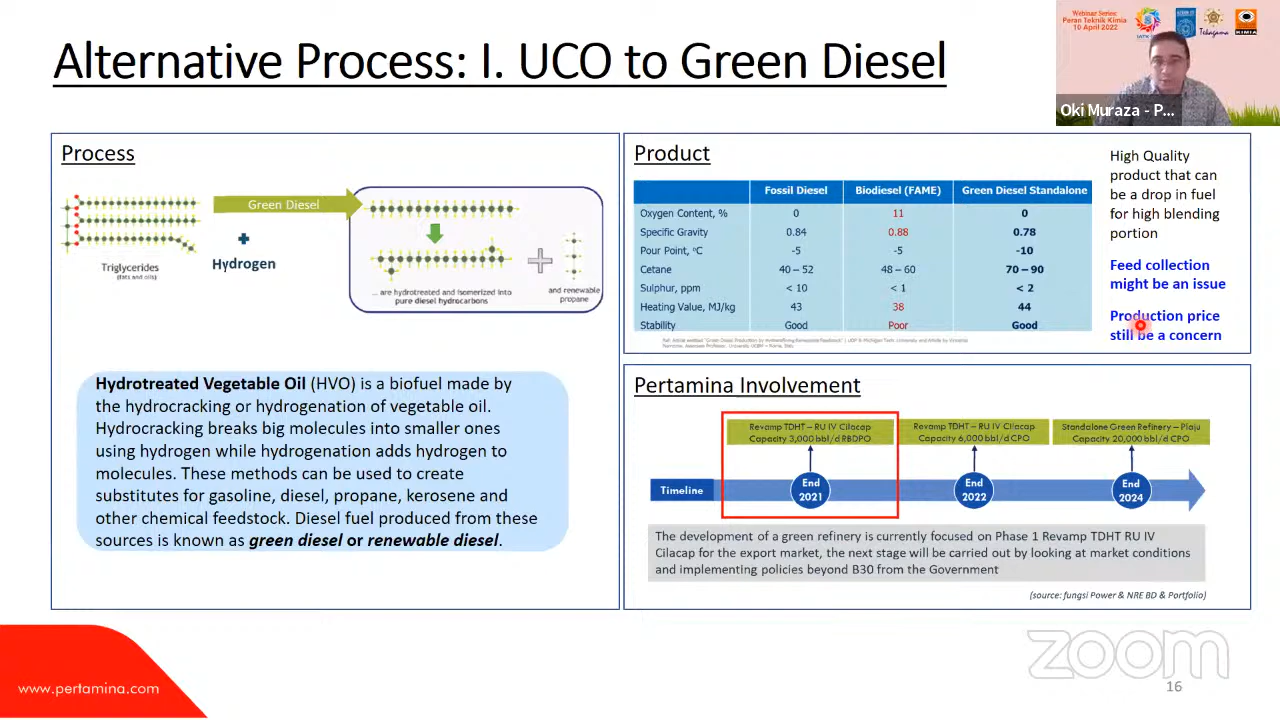 Alternative Process: I. UCO to Green Diesel
Webinar Series:
Peran Teknik Kimia
10 April 2022
Tekagama
KIMIA
Oki Muraza - P...
Process
Green Diesel
+
Hydrogen
Triglycerides
(fats and oils)
... are hydrotreated and isomerized into
pure diesel hydrocarbons
and renewable
propane
Hydrotreated Vegetable Oil (HVO) is a biofuel made by
the hydrocracking or hydrogenation of vegetable oil.
Hydrocracking breaks big molecules into smaller ones
using hydrogen while hydrogenation adds hydrogen to
molecules. These methods can be used to create
substitutes for gasoline, diesel, propane, kerosene and
other chemical feedstock. Diesel fuel produced from these
sources is known as green diesel or renewable diesel.
Product
Fossil Diesel Biodiesel (FAME) Green Diesel Standalone
Oxygen Content, % 0 11 0
Specific Gravity 0.84 0.88 0.78
Pour Point, °C -5 -5 -10
Cetane 40 – 52 48 – 60 70 – 90
Sulphur, ppm < 10 < 1 < 2
Heating Value, MJ/kg 43 38 44
Stability Good Poor Good
High Quality
product that can
be a drop in fuel
for high blending
portion
Feed collection
might be an issue
Production price
still be a concern
Pertamina Involvement
Revamp TDHT – RU IV Cilacap
Capacity 3,000 bbl/d RBDPO
Revamp TDHT – RU IV Cilacap
Capacity 6,000 bbl/d CPO
Standalone Green Refinery – Plaju
Capacity 20,000 bbl/d CPO
Timeline
End
2021
End
2022
End
2024
The development of a green refinery is currently focused on Phase 1 Revamp TDHT RU IV
Cilacap for the export market, the next stage will be carried out by looking at market conditions
and implementing policies beyond B30 from the Government
(source: fungsi Power & NRE BD & Portfolio)
www.pertamina.com
zoom
16